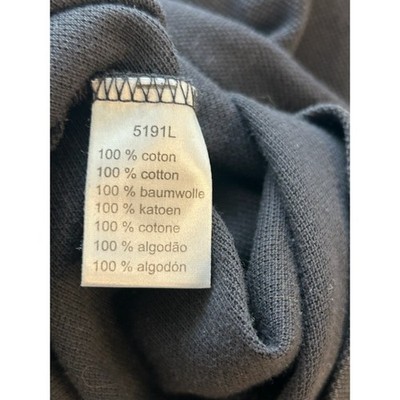 5191L
100 % coton
100 % cotton
100 % baumwolle
100 % katoen
100 % cotone
100 % algodão
100 % algodón